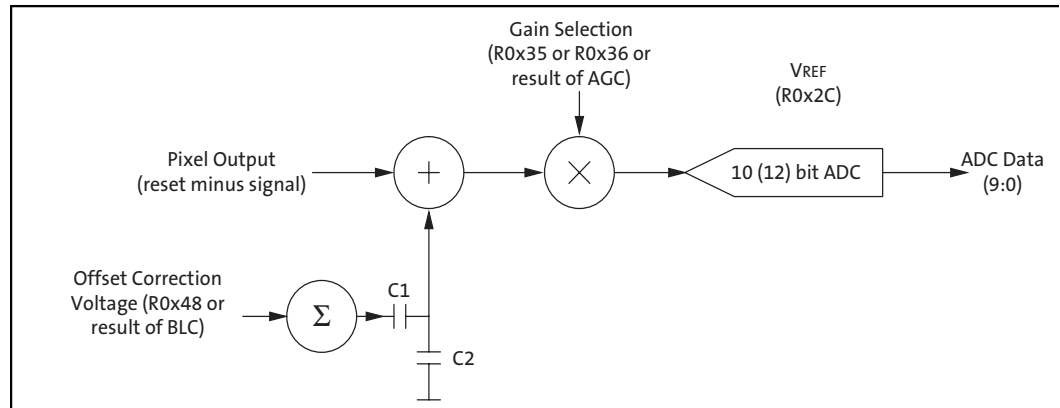 Gain Selection
(R0x35 or R0x36 or
result of AGC)
VREF
(R0x2C)
Pixel Output
(reset minus signal)
+
×
10 (12) bit ADC
ADC Data
(9:0)
Offset Correction
Voltage (R0x48 or
result of BLC)
Σ
C1
C2